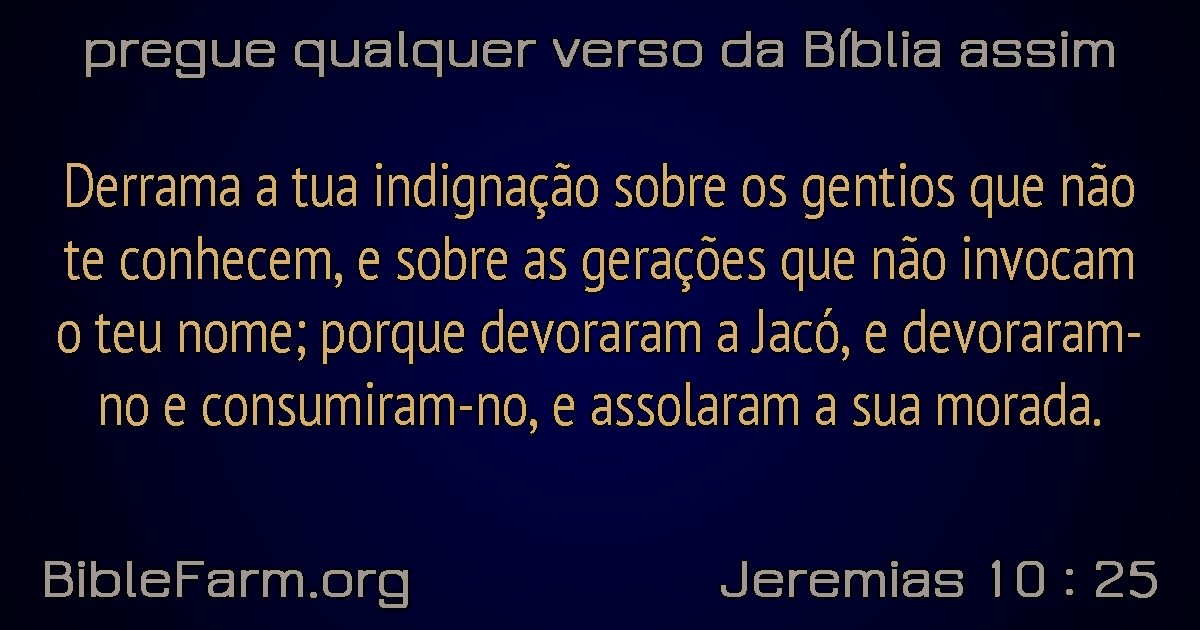 pregue qualquer verso da Bíblia assim
Derrama a tua indignação sobre os gentios que não
te conhecem, e sobre as gerações que não invocam
o teu nome; porque devoraram a Jacó, e devoraram-
no e consumiram-no, e assolaram a sua morada.
BibleFarm.org
Jeremias 10 : 25